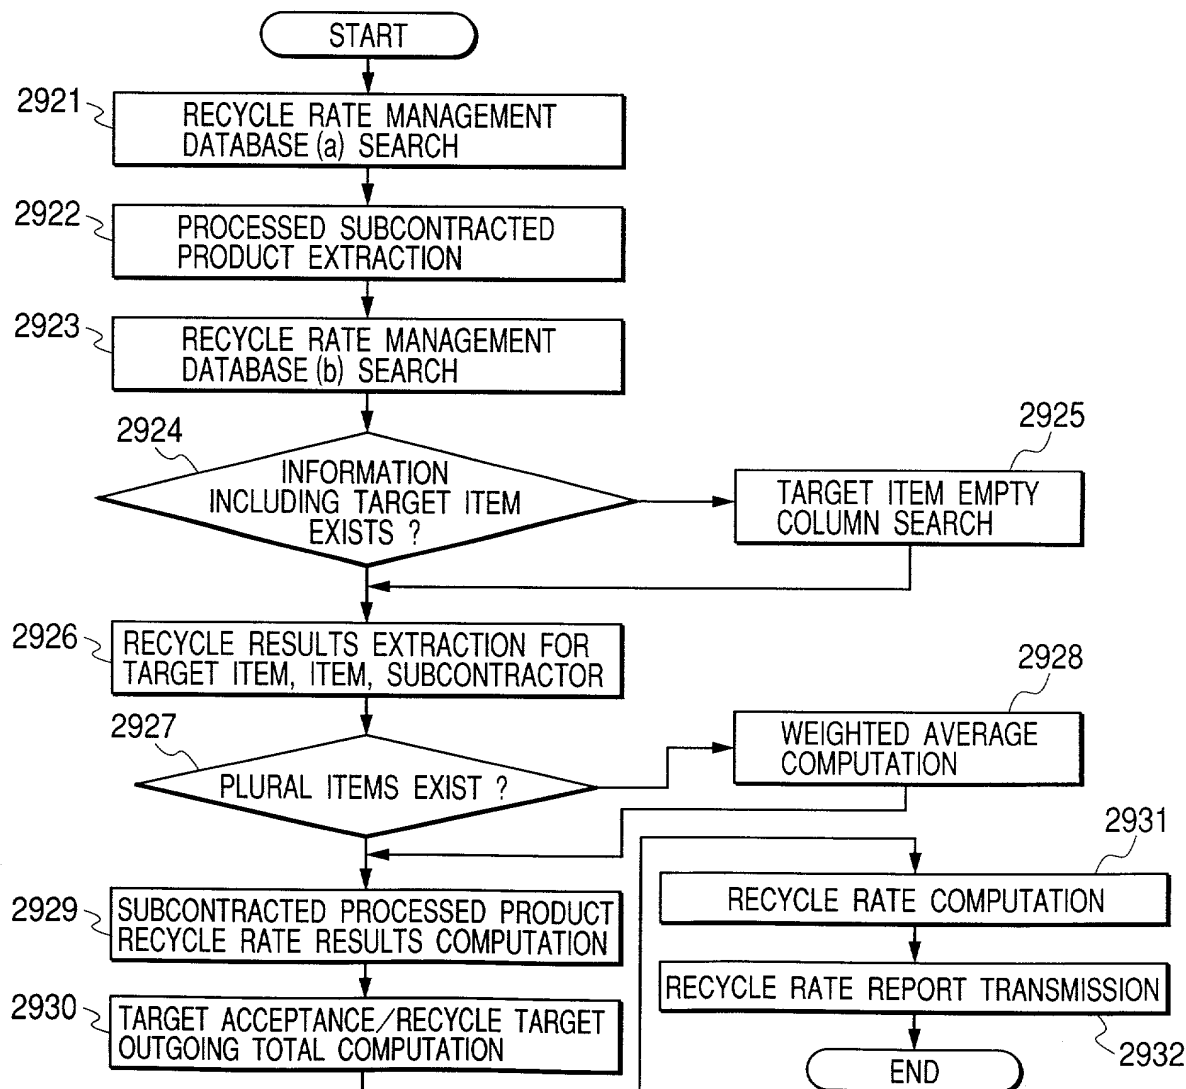 START
2921
RECYCLE RATE MANAGEMENT
DATABASE (a) SEARCH
2922
PROCESSED SUBCONTRACTED
PRODUCT EXTRACTION
2923
RECYCLE RATE MANAGEMENT
DATABASE (b) SEARCH
2924
INFORMATION
INCLUDING TARGET ITEM
EXISTS ?
2925
TARGET ITEM EMPTY
COLUMN SEARCH
2926
RECYCLE RESULTS EXTRACTION FOR
TARGET ITEM, ITEM, SUBCONTRACTOR
2927
PLURAL ITEMS EXIST ?
2928
WEIGHTED AVERAGE
COMPUTATION
2929
SUBCONTRACTED PROCESSED PRODUCT
RECYCLE RATE RESULTS COMPUTATION
2930
TARGET ACCEPTANCE/RECYCLE TARGET
OUTGOING TOTAL COMPUTATION
2931
RECYCLE RATE COMPUTATION
RECYCLE RATE REPORT TRANSMISSION
2932
END